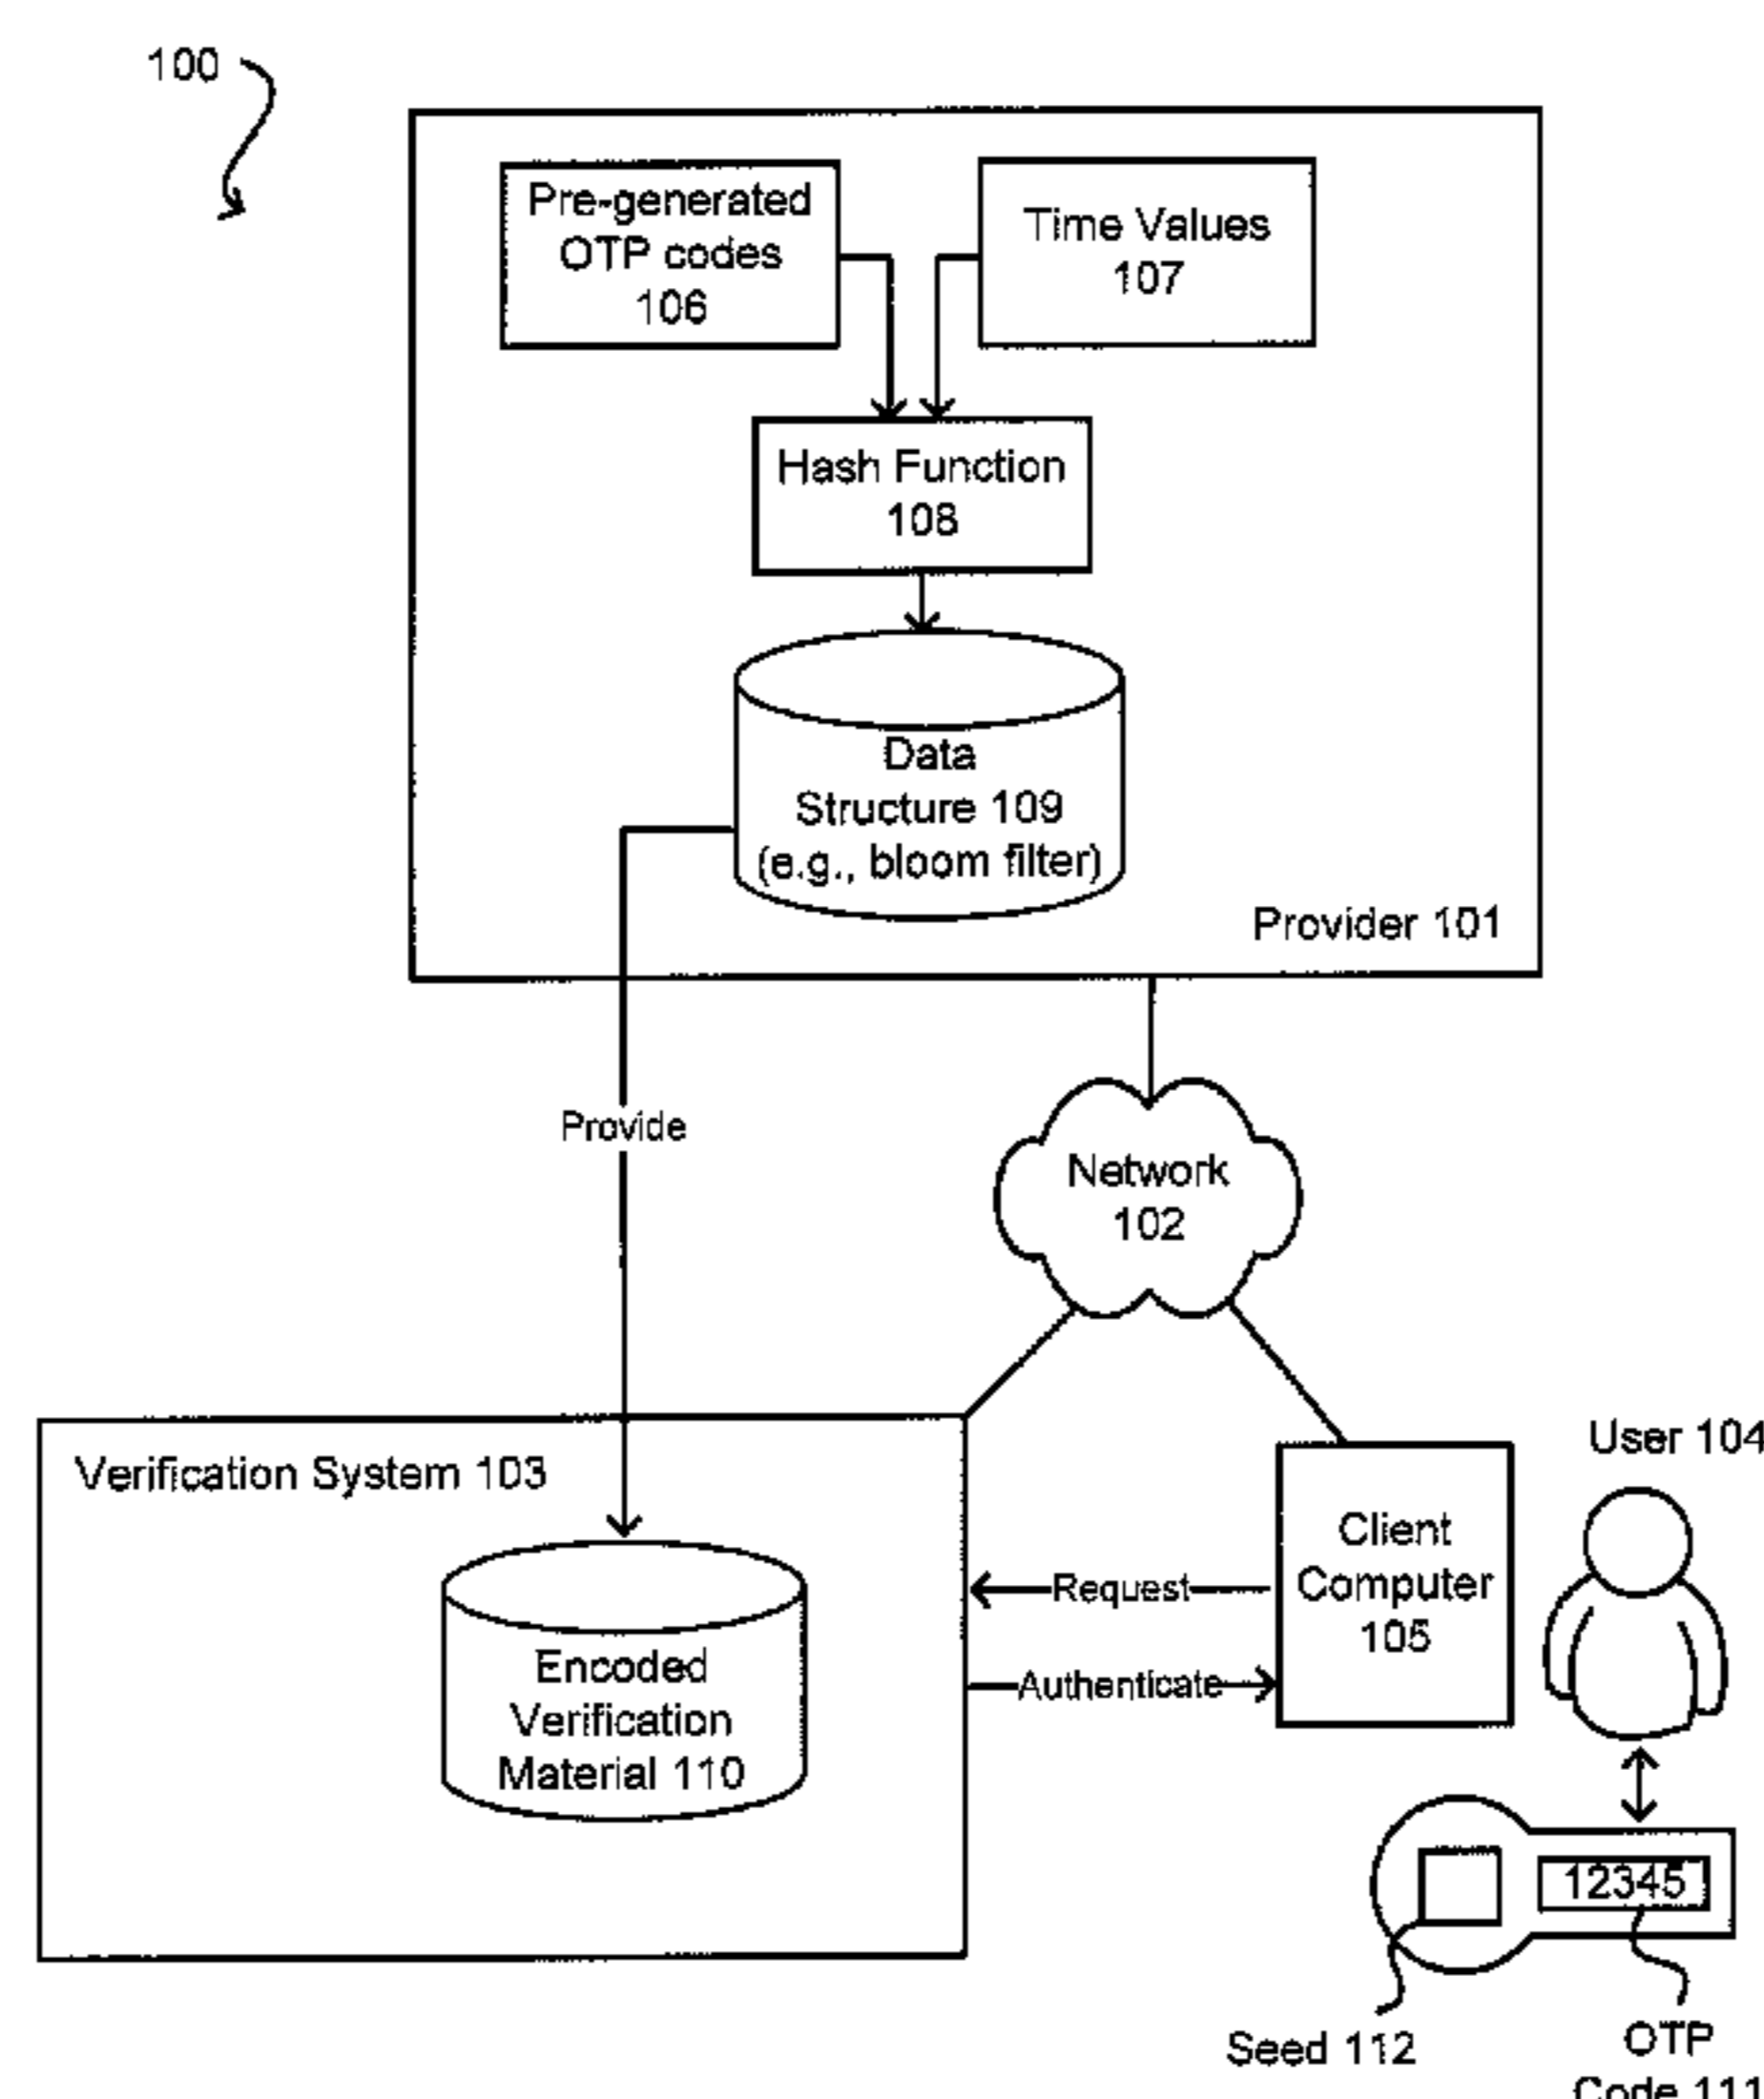 100
Pre-generated
OTP codes
106
Time Values
107
Hash Function
108
Data
Structure 109
(e.g., bloom filter)
Provider 101
Provide
Network
102
Verification System 103
User 104
Client
Computer
105
Request
Authenticate
Encoded
Verification
Material 110
12345
Seed 112
OTP
Code 111